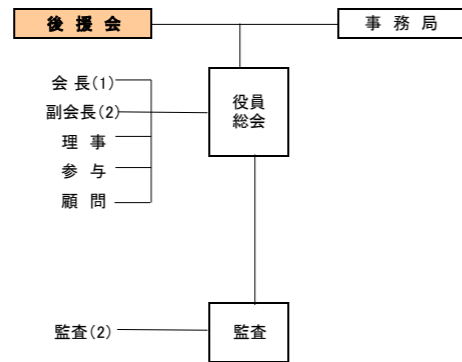 後援会
事務局
会長(1)
副会長(2)
理事
参与
顧問
役員
総会
監査(2)
監査